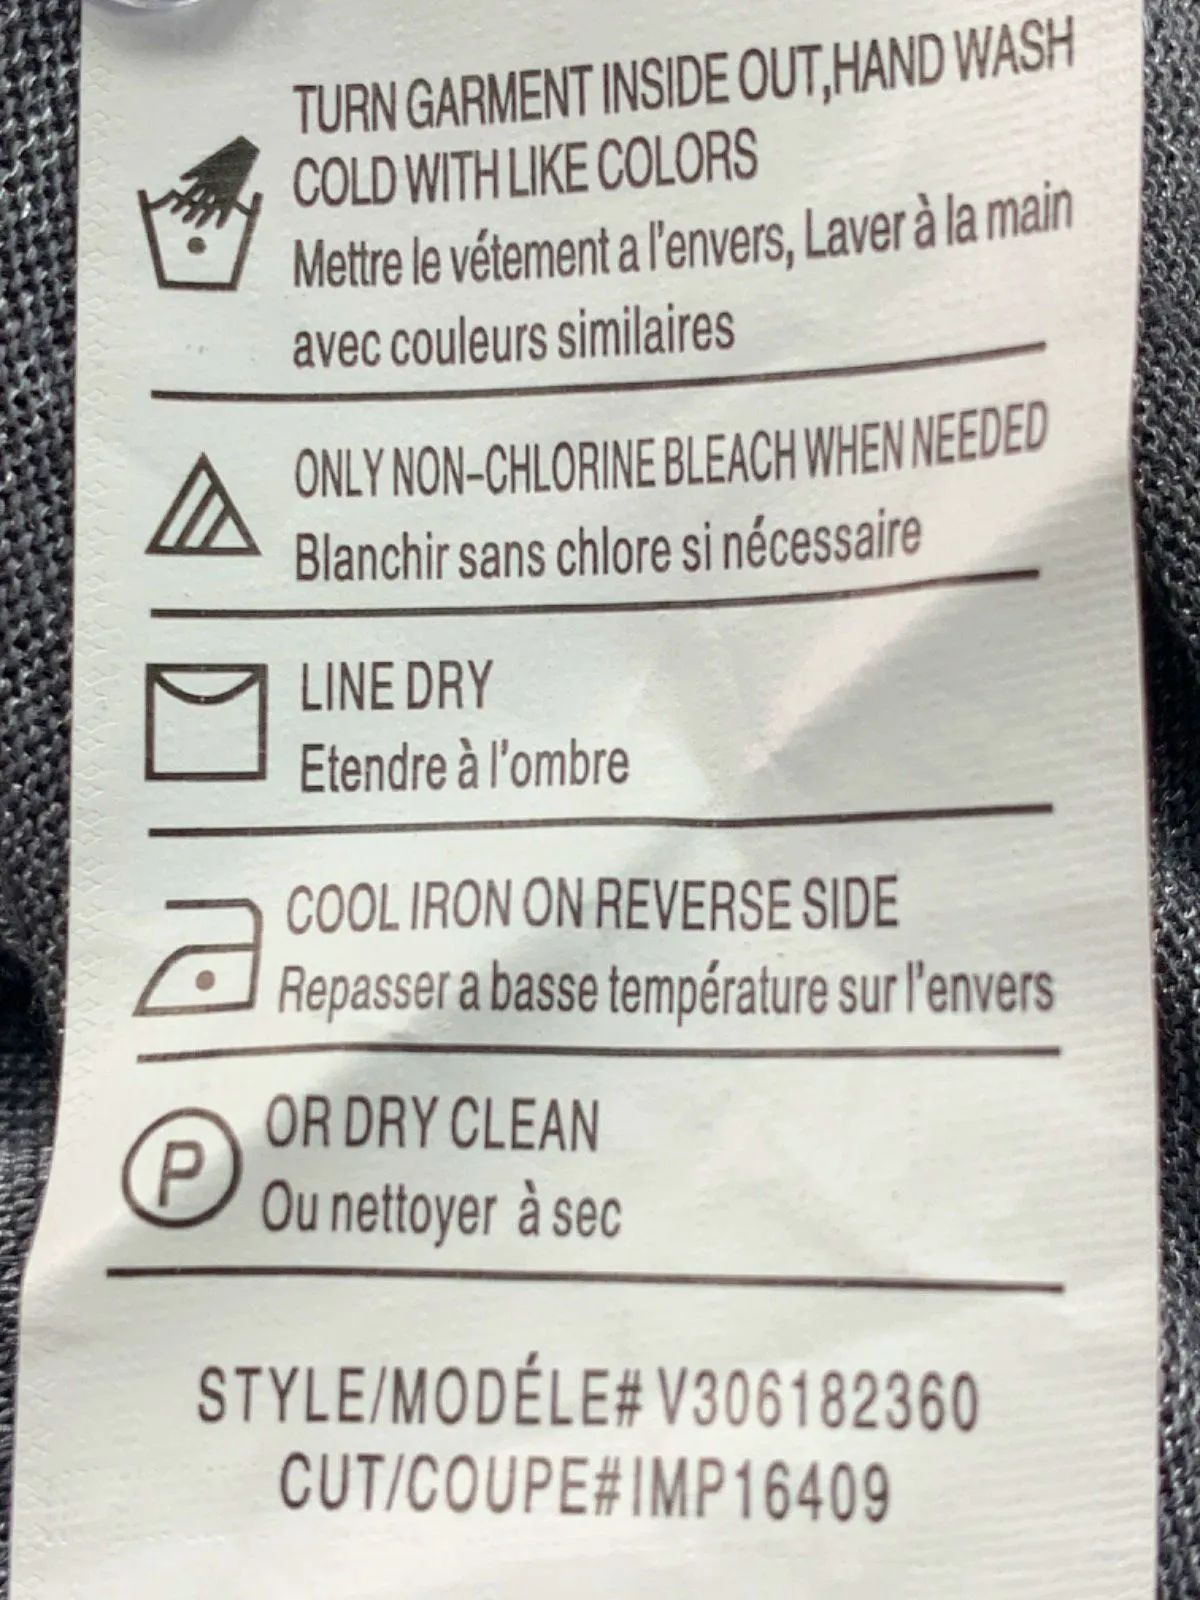 TURN GARMENT INSIDE OUT,HAND WASH
COLD WITH LIKE COLORS
Mettre le vétement a l'envers, Laver à la main
avec couleurs similaires
ONLY NON-CHLORINE BLEACH WHEN NEEDED
Blanchir sans chlore si nécessaire
LINE DRY
Etendre à l'ombre
COOL IRON ON REVERSE SIDE
Repasser a basse température sur l'envers
P
OR DRY CLEAN
Ou nettoyer à sec
STYLE/MODÉLE# V306182360
CUT/COUPE#IMP16409